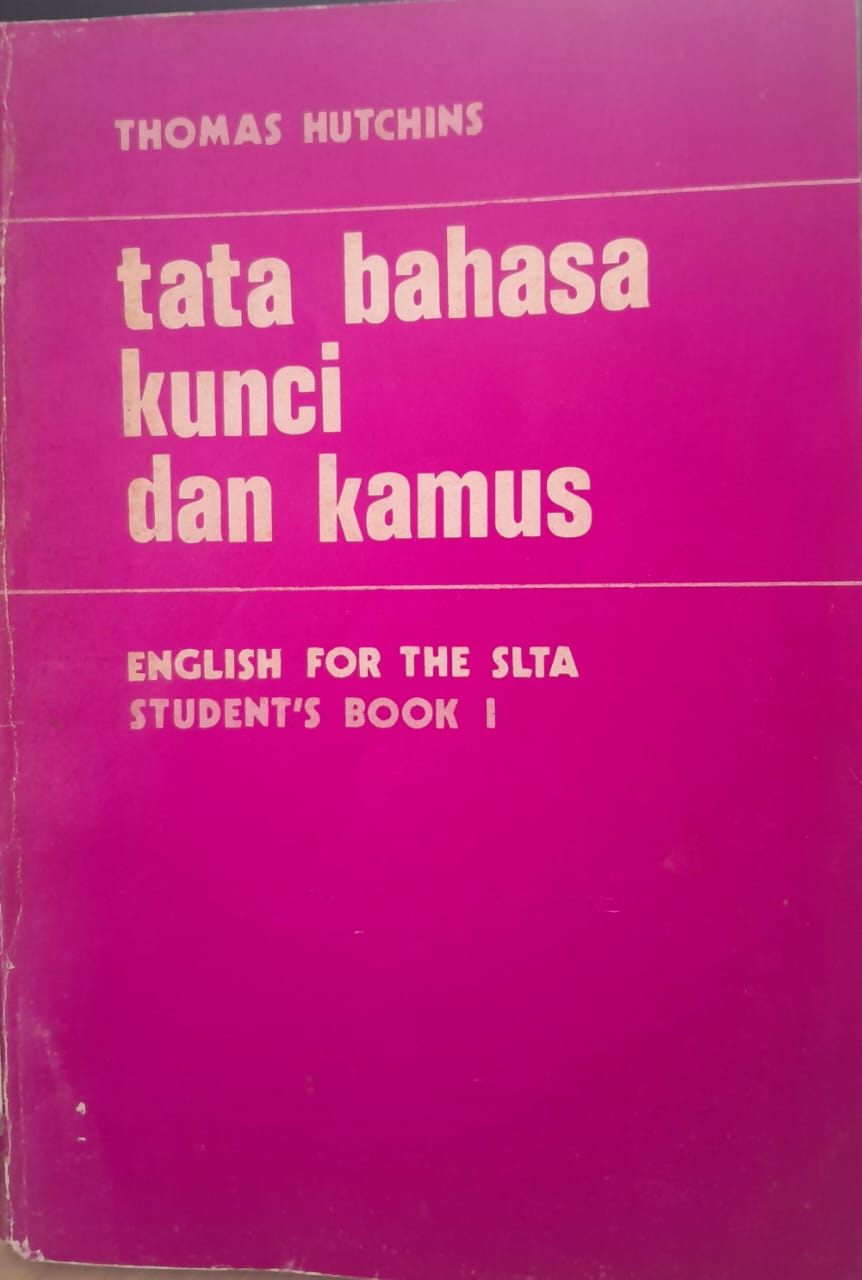 THOMAS HUTCHINS
tata bahasa
kunci
dan kamus
ENGLISH FOR THE SLTA
STUDENT'S BOOK I